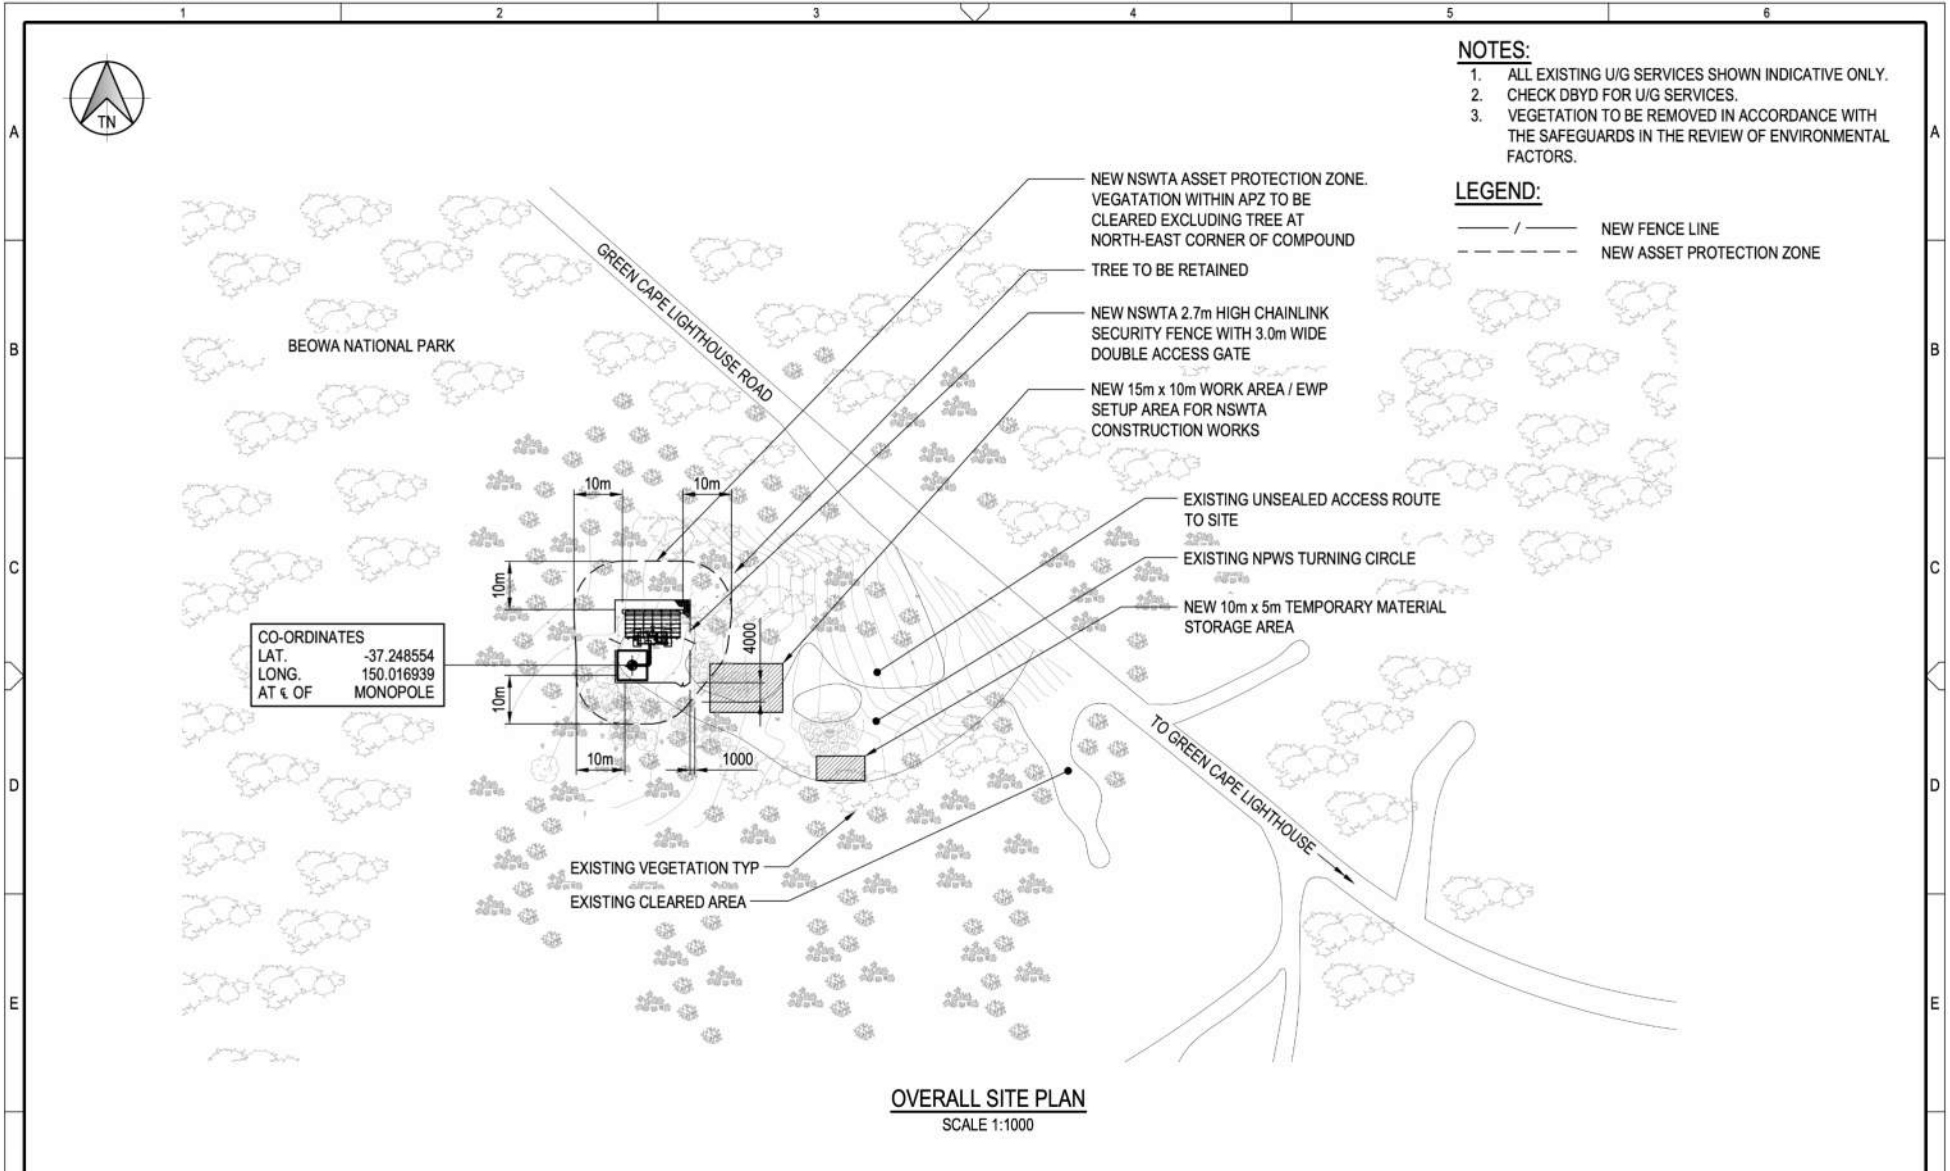 1 2 3 4 5 6
A
B
C
D
E
A
B
C
D
E
TN
NOTES:
1. ALL EXISTING U/G SERVICES SHOWN INDICATIVE ONLY.
2. CHECK DBYD FOR U/G SERVICES.
3. VEGETATION TO BE REMOVED IN ACCORDANCE WITH
THE SAFEGUARDS IN THE REVIEW OF ENVIRONMENTAL
FACTORS.
LEGEND:
/ NEW FENCE LINE
NEW ASSET PROTECTION ZONE
NEW NSWTA ASSET PROTECTION ZONE.
VEGATATION WITHIN APZ TO BE
CLEARED EXCLUDING TREE AT
NORTH-EAST CORNER OF COMPOUND
TREE TO BE RETAINED
NEW NSWTA 2.7m HIGH CHAINLINK
SECURITY FENCE WITH 3.0m WIDE
DOUBLE ACCESS GATE
NEW 15m x 10m WORK AREA / EWP
SETUP AREA FOR NSWTA
CONSTRUCTION WORKS
EXISTING UNSEALED ACCESS ROUTE
TO SITE
EXISTING NPWS TURNING CIRCLE
NEW 10m x 5m TEMPORARY MATERIAL
STORAGE AREA
GREEN CAPE LIGHTHOUSE ROAD
BEOWA NATIONAL PARK
10m
10m
10m
4000
CO-ORDINATES
LAT. -37.248554
LONG. 150.016939
AT ℄ OF MONOPOLE
10m
10m
1000
TO GREEN CAPE LIGHTHOUSE
EXISTING VEGETATION TYP
EXISTING CLEARED AREA
OVERALL SITE PLAN
SCALE 1:1000